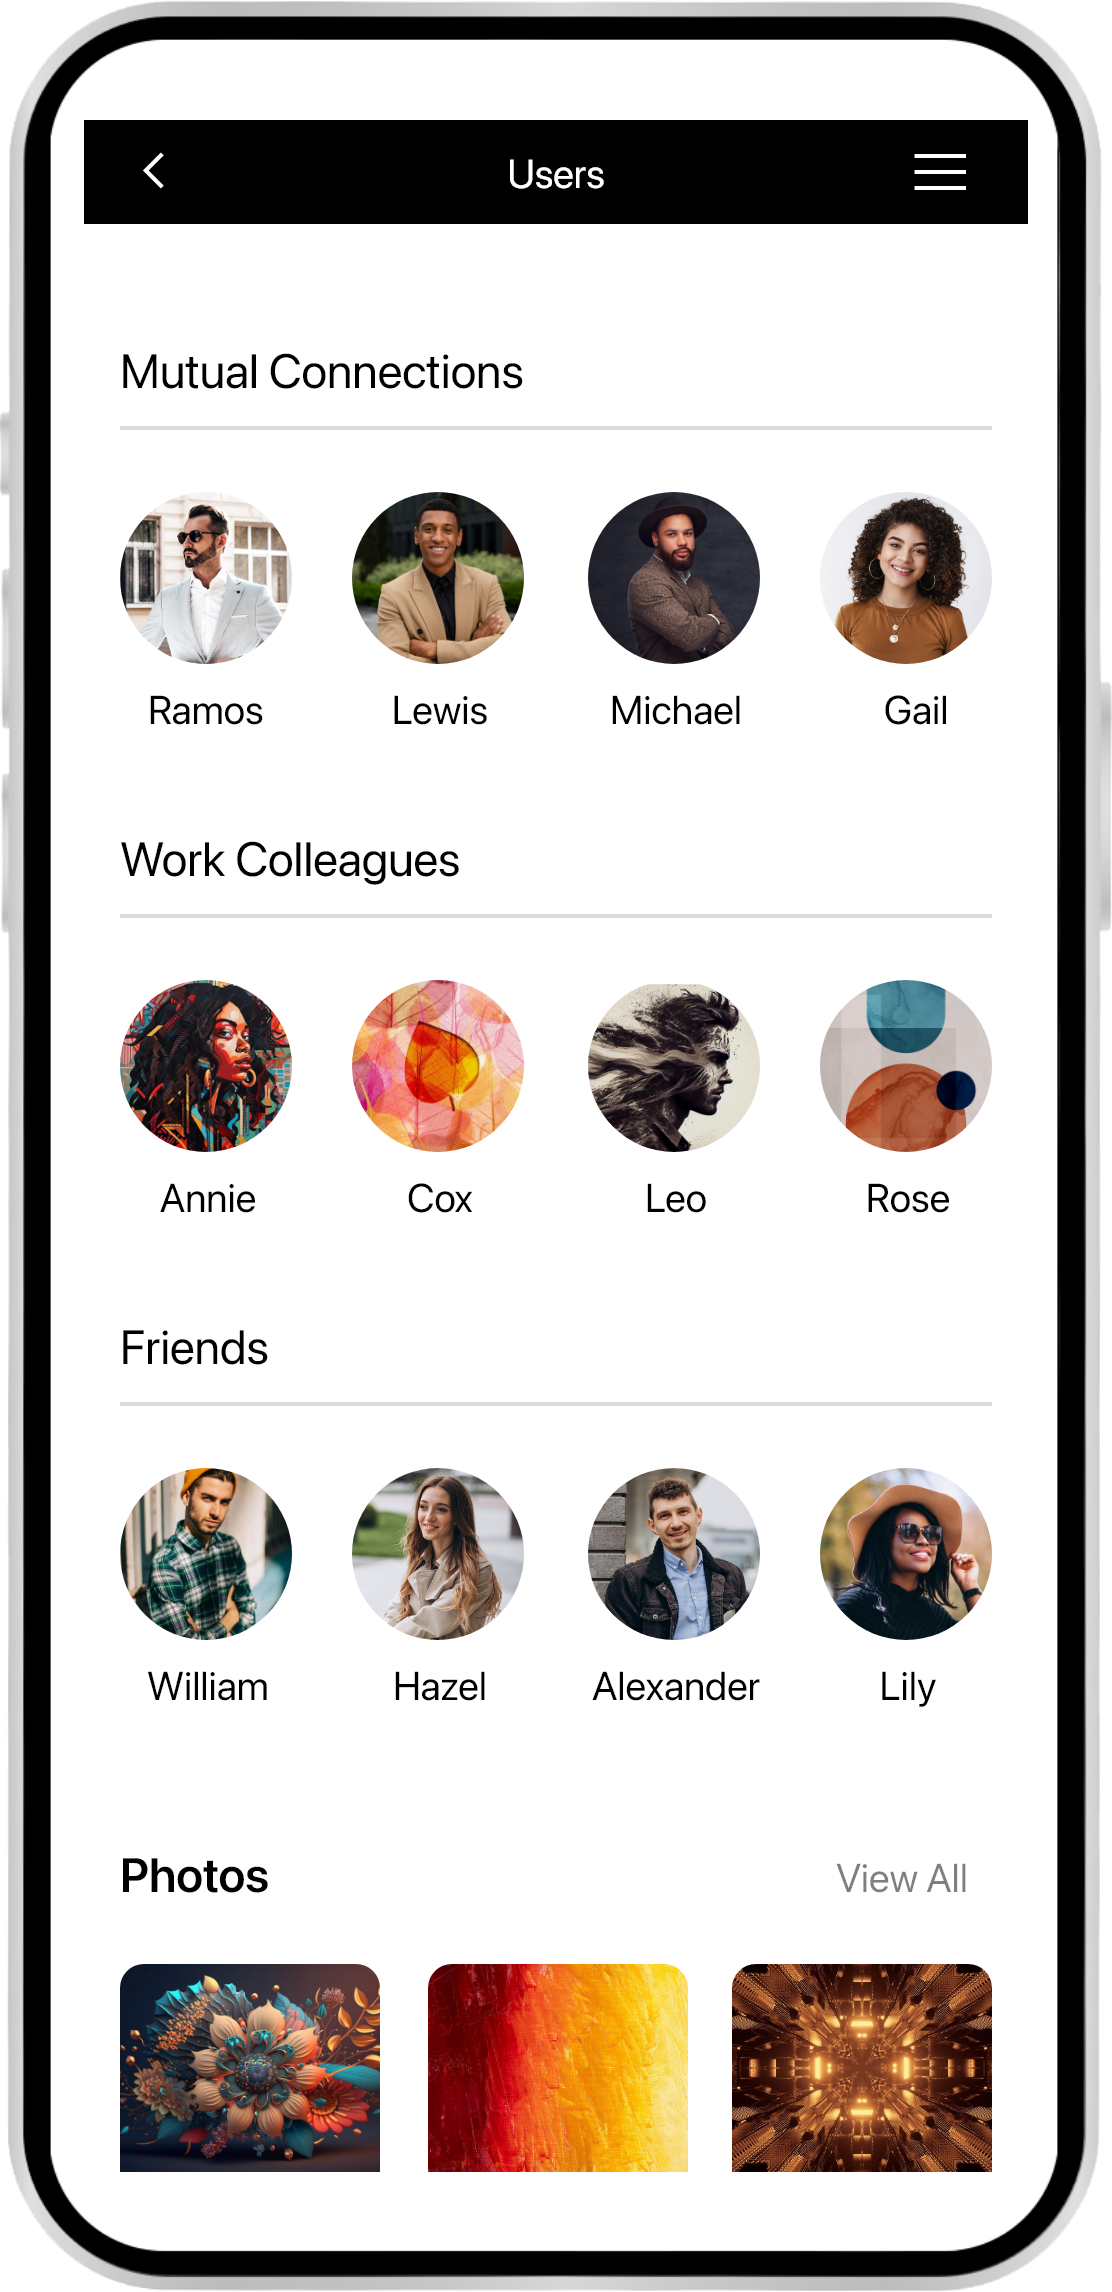 Users
Mutual Connections
Ramos Lewis Michael Gail
Work Colleagues
Annie Cox Leo Rose
Friends
William Hazel Alexander Lily
Photos View All